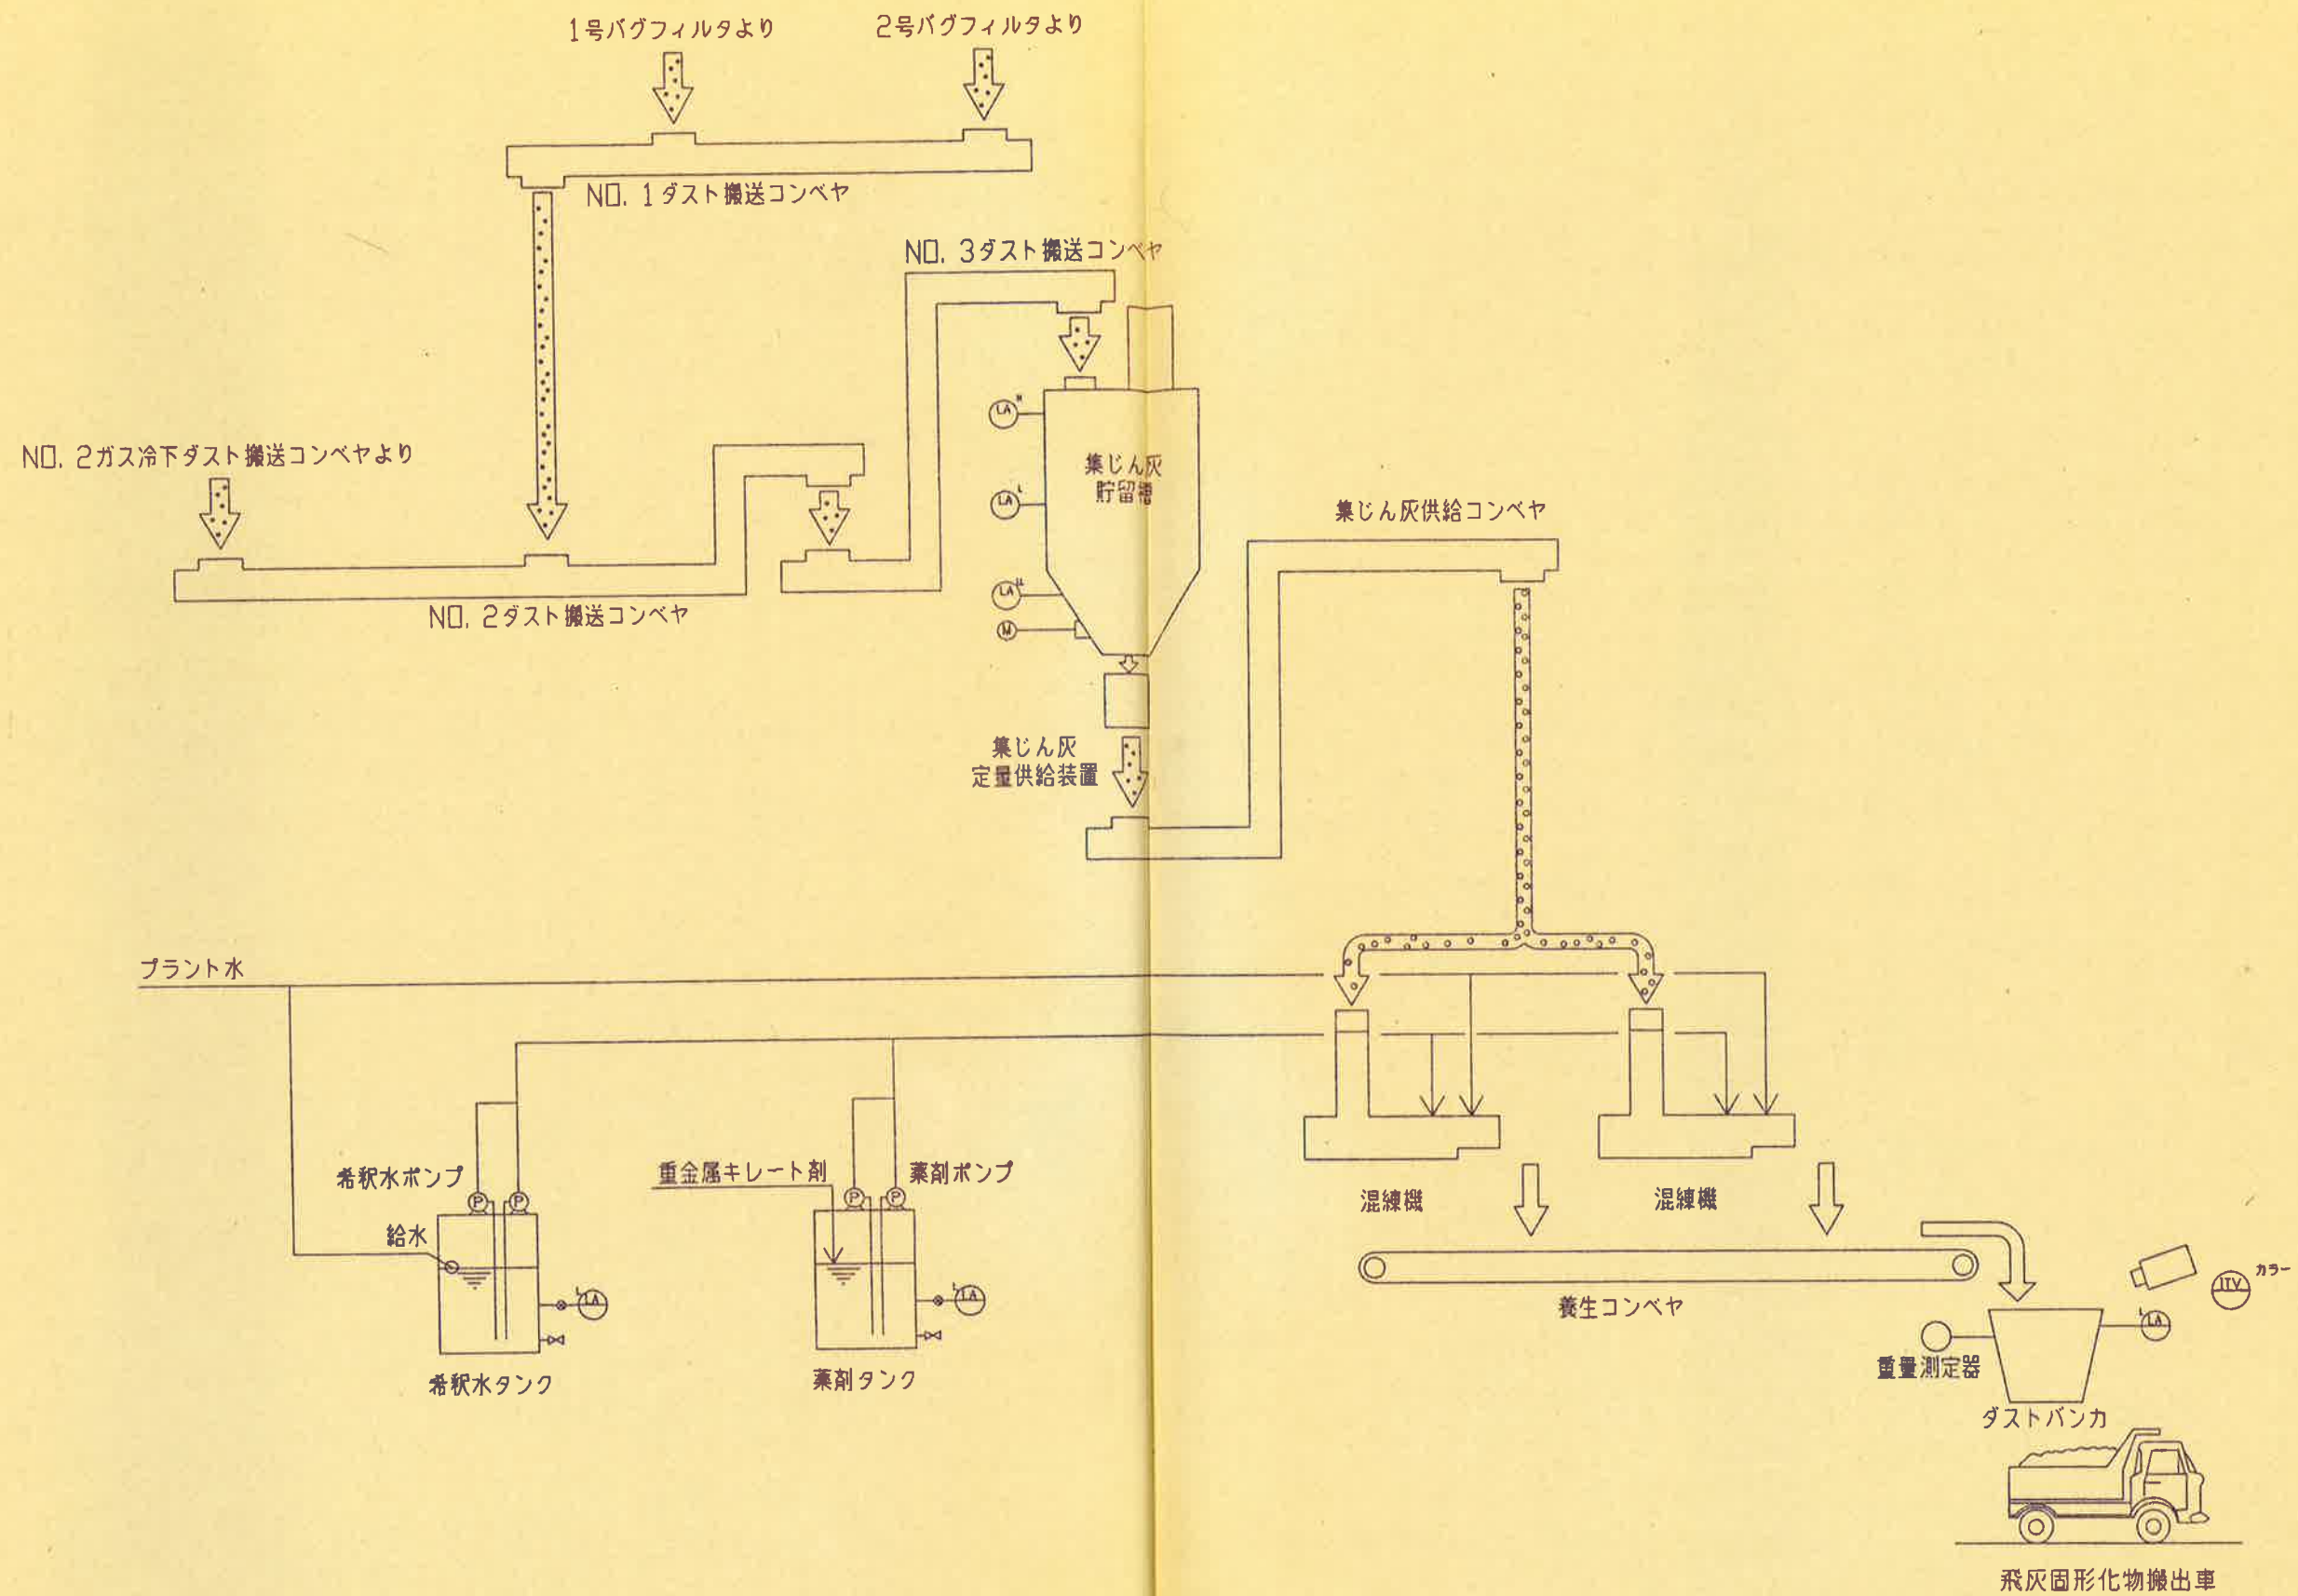 1号バグフィルタより
2号バグフィルタより
NO. 1ダスト搬送コンベヤ
NO. 3ダスト搬送コンベヤ
LA H
NO. 2ガス冷下ダスト搬送コンベヤより
集じん灰
貯留槽
LA L
集じん灰供給コンベヤ
LA
NO. 2ダスト搬送コンベヤ
M
集じん灰
定量供給装置
プラント水
希釈水ポンプ
重金属キレート剤
薬剤ポンプ
P
P
P
P
混練機
混練機
給水
L
LA
L
LA
養生コンベヤ
ITV
カラー
L
LA
重量測定器
希釈水タンク
薬剤タンク
ダストバンカ
飛灰固形化物搬出車